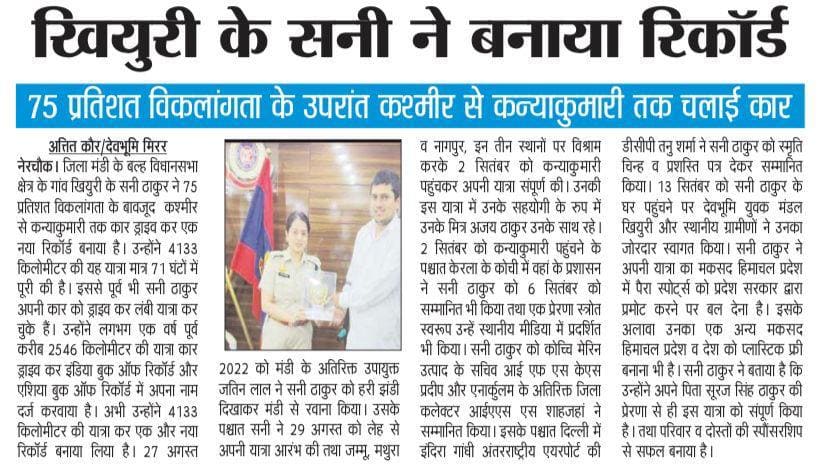 खियुरी के सनी ने बनाया रिकॉर्ड
75 प्रतिशत विकलांगता के उपरांत कश्मीर से कन्याकुमारी तक चलाई कार
अत्तित कौर/देवभूमि मिरर
नेरचौक। जिला मंडी के बल्ह विधानसभा
क्षेत्र के गांव खियुरी के सनी ठाकुर ने 75
प्रतिशत विकलांगता के बावजूद कश्मीर
से कन्याकुमारी तक कार ड्राइव कर एक
नया रिकॉर्ड बनाया है। उन्होंने 4133
किलोमीटर की यह यात्रा मात्र 71 घंटों में
पूरी की है। इससे पूर्व भी सनी ठाकुर
अपनी कार को ड्राइव कर लंबी यात्रा कर
चुके हैं। उन्होंने लगभग एक वर्ष पूर्व
करीब 2546 किलोमीटर की यात्रा कार
ड्राइव कर इंडिया बुक ऑफ रिकॉर्ड और
एशिया बुक ऑफ रिकॉर्ड में अपना नाम
दर्ज करवाया है। अभी उन्होंने 4133
किलोमीटर की यात्रा कर एक और नया
रिकॉर्ड बनाया लिया है। 27 अगस्त
2022 को मंडी के अतिरिक्त उपायुक्त
जतिन लाल ने सनी ठाकुर को हरी झंडी
दिखाकर मंडी से रवाना किया। उसके
पश्चात सनी ने 29 अगस्त को लेह से
अपनी यात्रा आरंभ की तथा जम्मू, मथुरा
व नागपुर, इन तीन स्थानों पर विश्राम
करके 2 सितंबर को कन्याकुमारी
पहुंचकर अपनी यात्रा संपूर्ण की। उनकी
इस यात्रा में उनके सहयोगी के रुप में
उनके मित्र अजय ठाकुर उनके साथ रहे।
2 सितंबर को कन्याकुमारी पहुंचने के
पश्चात केरला के कोची में वहां के प्रशासन
ने सनी ठाकुर को 6 सितंबर को
सम्मानित भी किया तथा एक प्रेरणा स्त्रोत
स्वरूप उन्हें स्थानीय मीडिया में प्रदर्शित
भी किया। सनी ठाकुर को कोच्चि मेरिन
उत्पाद के सचिव आई एफ एस केएस
प्रदीप और एनार्कुलम के अतिरिक्त जिला
कलेक्टर आईएएस एस शाहजहां ने
सम्मानित किया। इसके पश्चात दिल्ली में
इंदिरा गांधी अंतरराष्ट्रीय एयरपोर्ट की
डीसीपी तनु शर्मा ने सनी ठाकुर को स्मृति
चिन्ह व प्रशस्ति पत्र देकर सम्मानित
किया। 13 सितंबर को सनी ठाकुर के
घर पहुंचने पर देवभूमि युवक मंडल
खियुरी और स्थानीय ग्रामीणों ने उनका
जोरदार स्वागत किया। सनी ठाकुर ने
अपनी यात्रा का मकसद हिमाचल प्रदेश
में पैरा स्पोर्ट्स को प्रदेश सरकार द्वारा
प्रमोट करने पर बल देना है। इसके
अलावा उनका एक अन्य मकसद
हिमाचल प्रदेश व देश को प्लास्टिक फ्री
बनाना भी है। सनी ठाकुर ने बताया है कि
उन्होंने अपने पिता सूरज सिंह ठाकुर की
प्रेरणा से ही इस यात्रा को संपूर्ण किया
है। तथा परिवार व दोस्तों की स्पौंसरशिप
से सफल बनाया है।